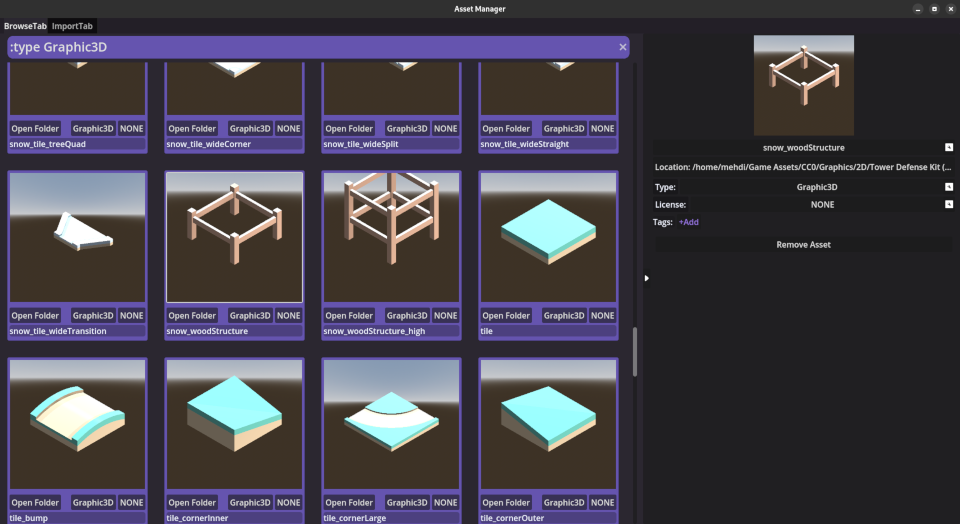 Asset Manager
BrowseTab ImportTab
:type Graphic3D
Open Folder Graphic3D NONE Open Folder Graphic3D NONE Open Folder Graphic3D NONE Open Folder Graphic3D NONE
snow_tile_treeQuad snow_tile_wideCorner snow_tile_wideSplit snow_tile_wideStraight
Open Folder Graphic3D NONE Open Folder Graphic3D NONE Open Folder Graphic3D NONE Open Folder Graphic3D NONE
snow_tile_wideTransition snow_woodStructure snow_woodStructure_high tile
Open Folder Graphic3D NONE Open Folder Graphic3D NONE Open Folder Graphic3D NONE Open Folder Graphic3D NONE
tile_bump tile_cornerInner tile_cornerLarge tile_cornerOuter
snow_woodStructure
Location: /home/mehdi/Game Assets/CC0/Graphics/2D/Tower Defense Kit (...
Type: Graphic3D
License: NONE
Tags: +Add
Remove Asset